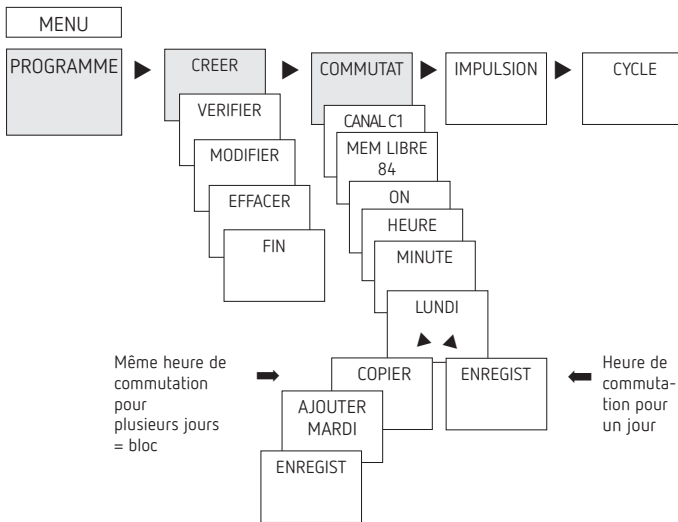 MENU
PROGRAMME
CREER
COMMUTAT
IMPULSION
CYCLE
VERIFIER
MODIFIER
EFFACER
FIN
CANAL C1
MEM LIBRE
84
ON
HEURE
MINUTE
LUNDI
Même heure de
commutation
pour
plusieurs jours
= bloc
COPIER
ENREGIST
Heure de
commuta-
tion pour
un jour
AJOUTER
MARDI
ENREGIST